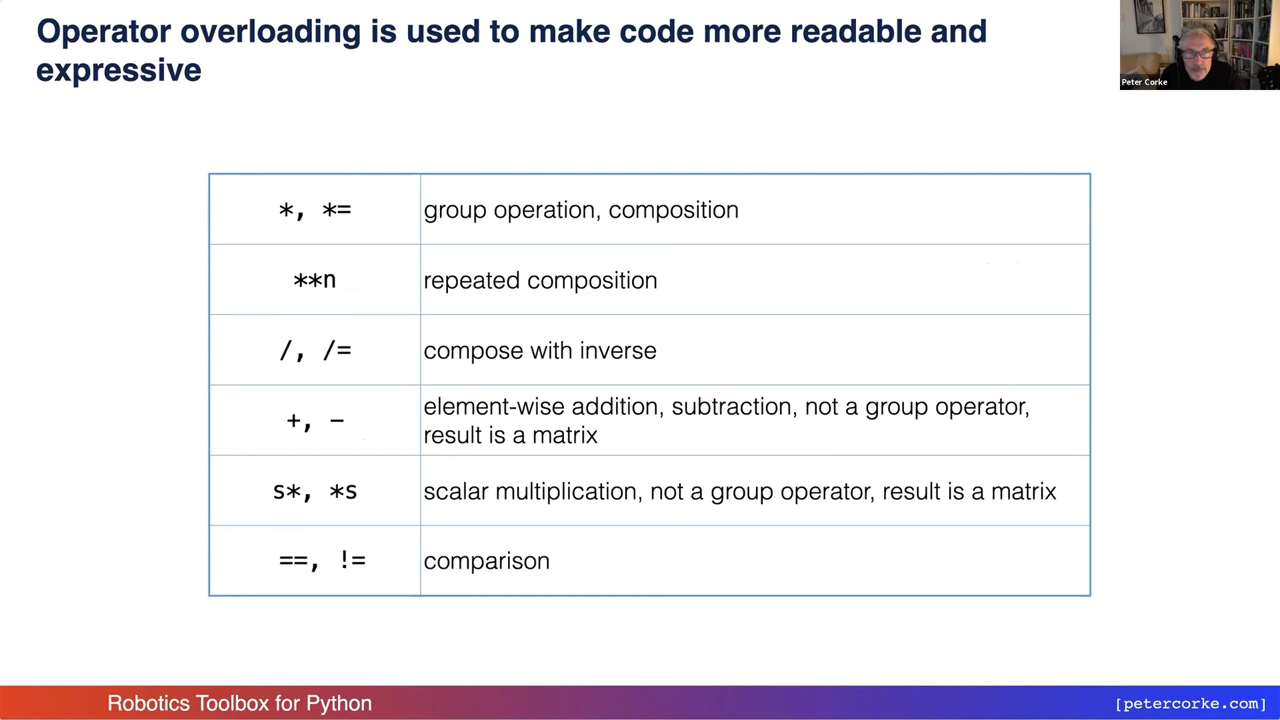 Operator overloading is used to make code more readable and
expressive
Peter Corke
*, *= group operation, composition
**n repeated composition
/, /= compose with inverse
+, − element-wise addition, subtraction, not a group operator,
result is a matrix
s*, *s scalar multiplication, not a group operator, result is a matrix
==, != comparison
Robotics Toolbox for Python
[petercorke.com]